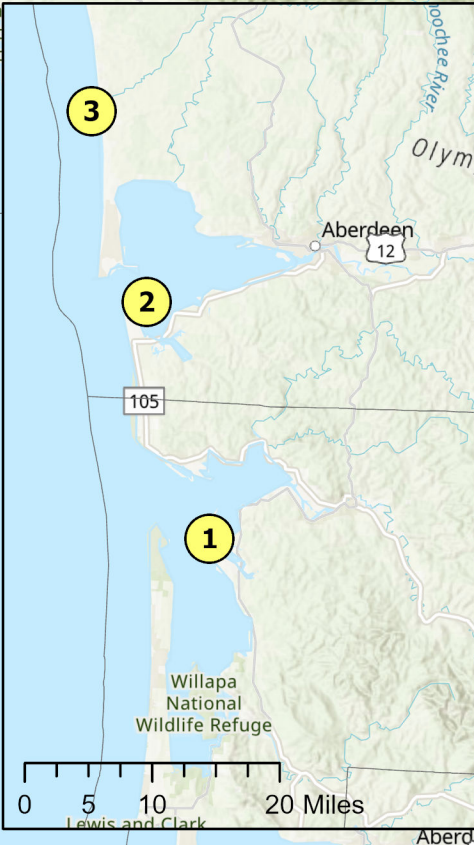 oochee River
3
Olym
Aberdeen
12
2
105
1
Willapa
National
Wildlife Refuge
0 5 10 20 Miles
Lewis and Clark
Aberd